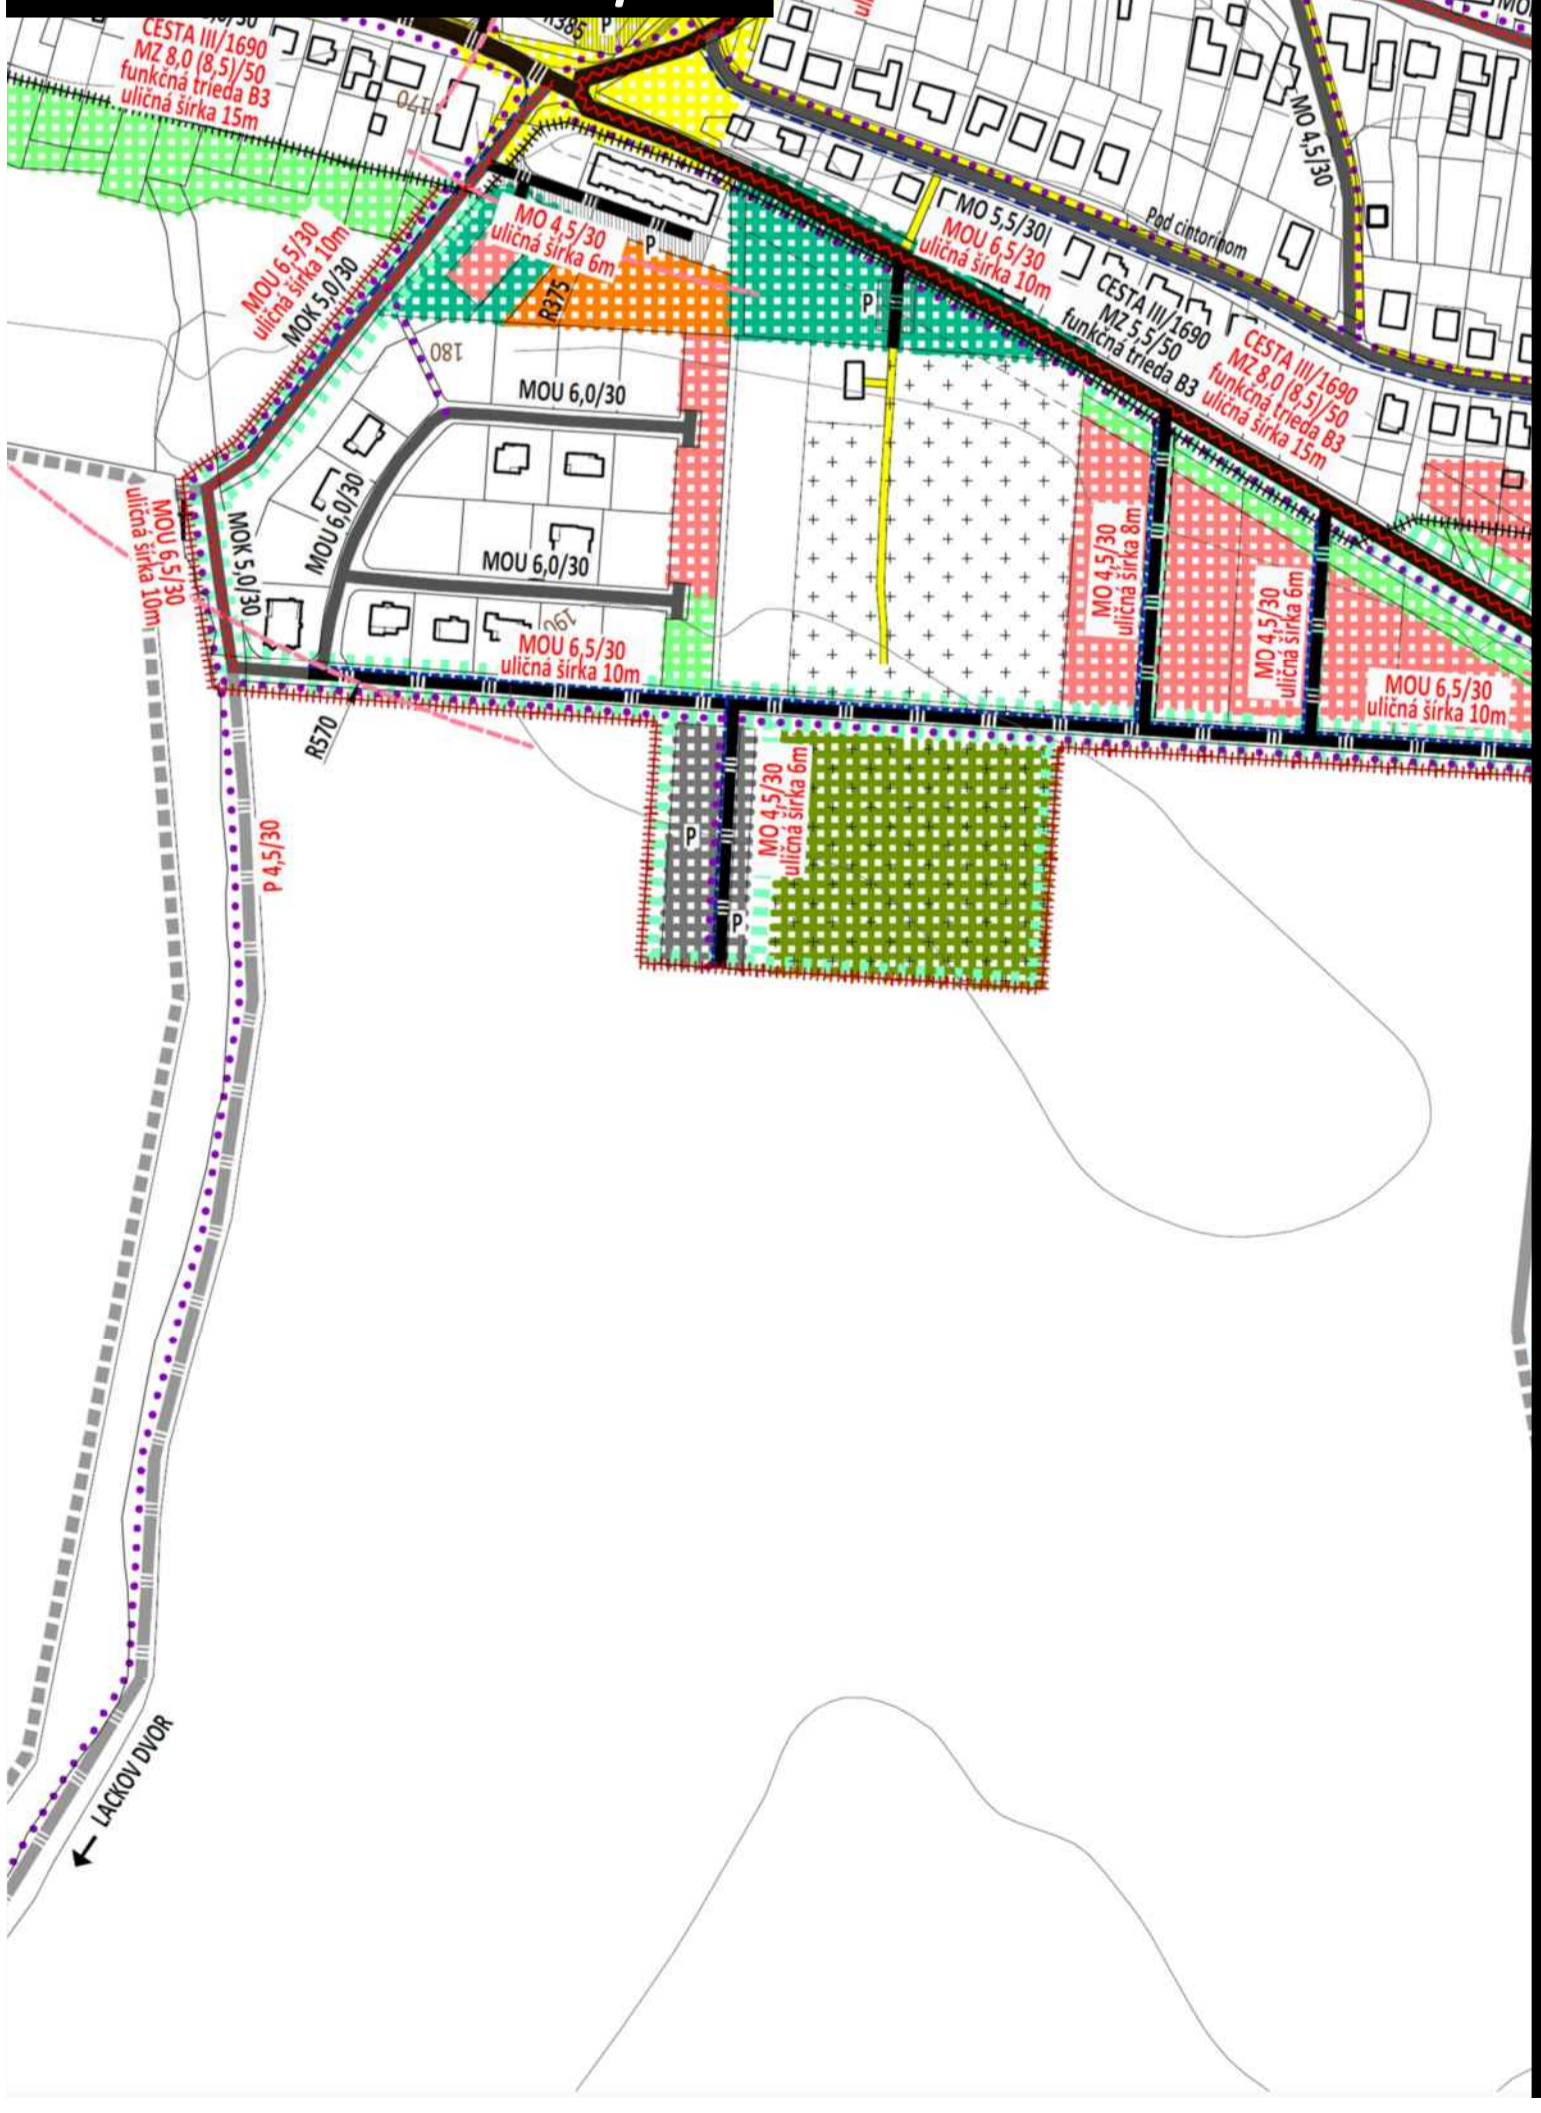 R385
P
CESTA III/1690
MZ 8,0 (8,5)/50
funkčná trieda B3
uličná šírka 15m
170
MO 4,5/30
MO 4,5/30
uličná šírka 6m
P
MOU 6,5/30
uličná šírka 10m
MOK 5,0/30
R375
MO 5,5/30
MOU 6,5/30
uličná šírka 10m
Pod cintorínom
P
CESTA III/1690
MZ 5,5/50
funkčná trieda B3
CESTA III/1690
MZ 8,0 (8,5)/50
funkčná trieda B3
uličná šírka 15m
180
MOU 6,0/30
MOU 6,5/30
uličná šírka 10m
MOK 5,0/30
MOU 6,0/30
MOU 6,0/30
190
MOU 6,5/30
uličná šírka 10m
MO 4,5/30
uličná šírka 8m
MO 4,5/30
uličná šírka 6m
MOU 6,5/30
uličná šírka 10m
R570
P
MO 4,5/30
uličná šírka 6m
P
P 4,5/30
LACKOV DVOR